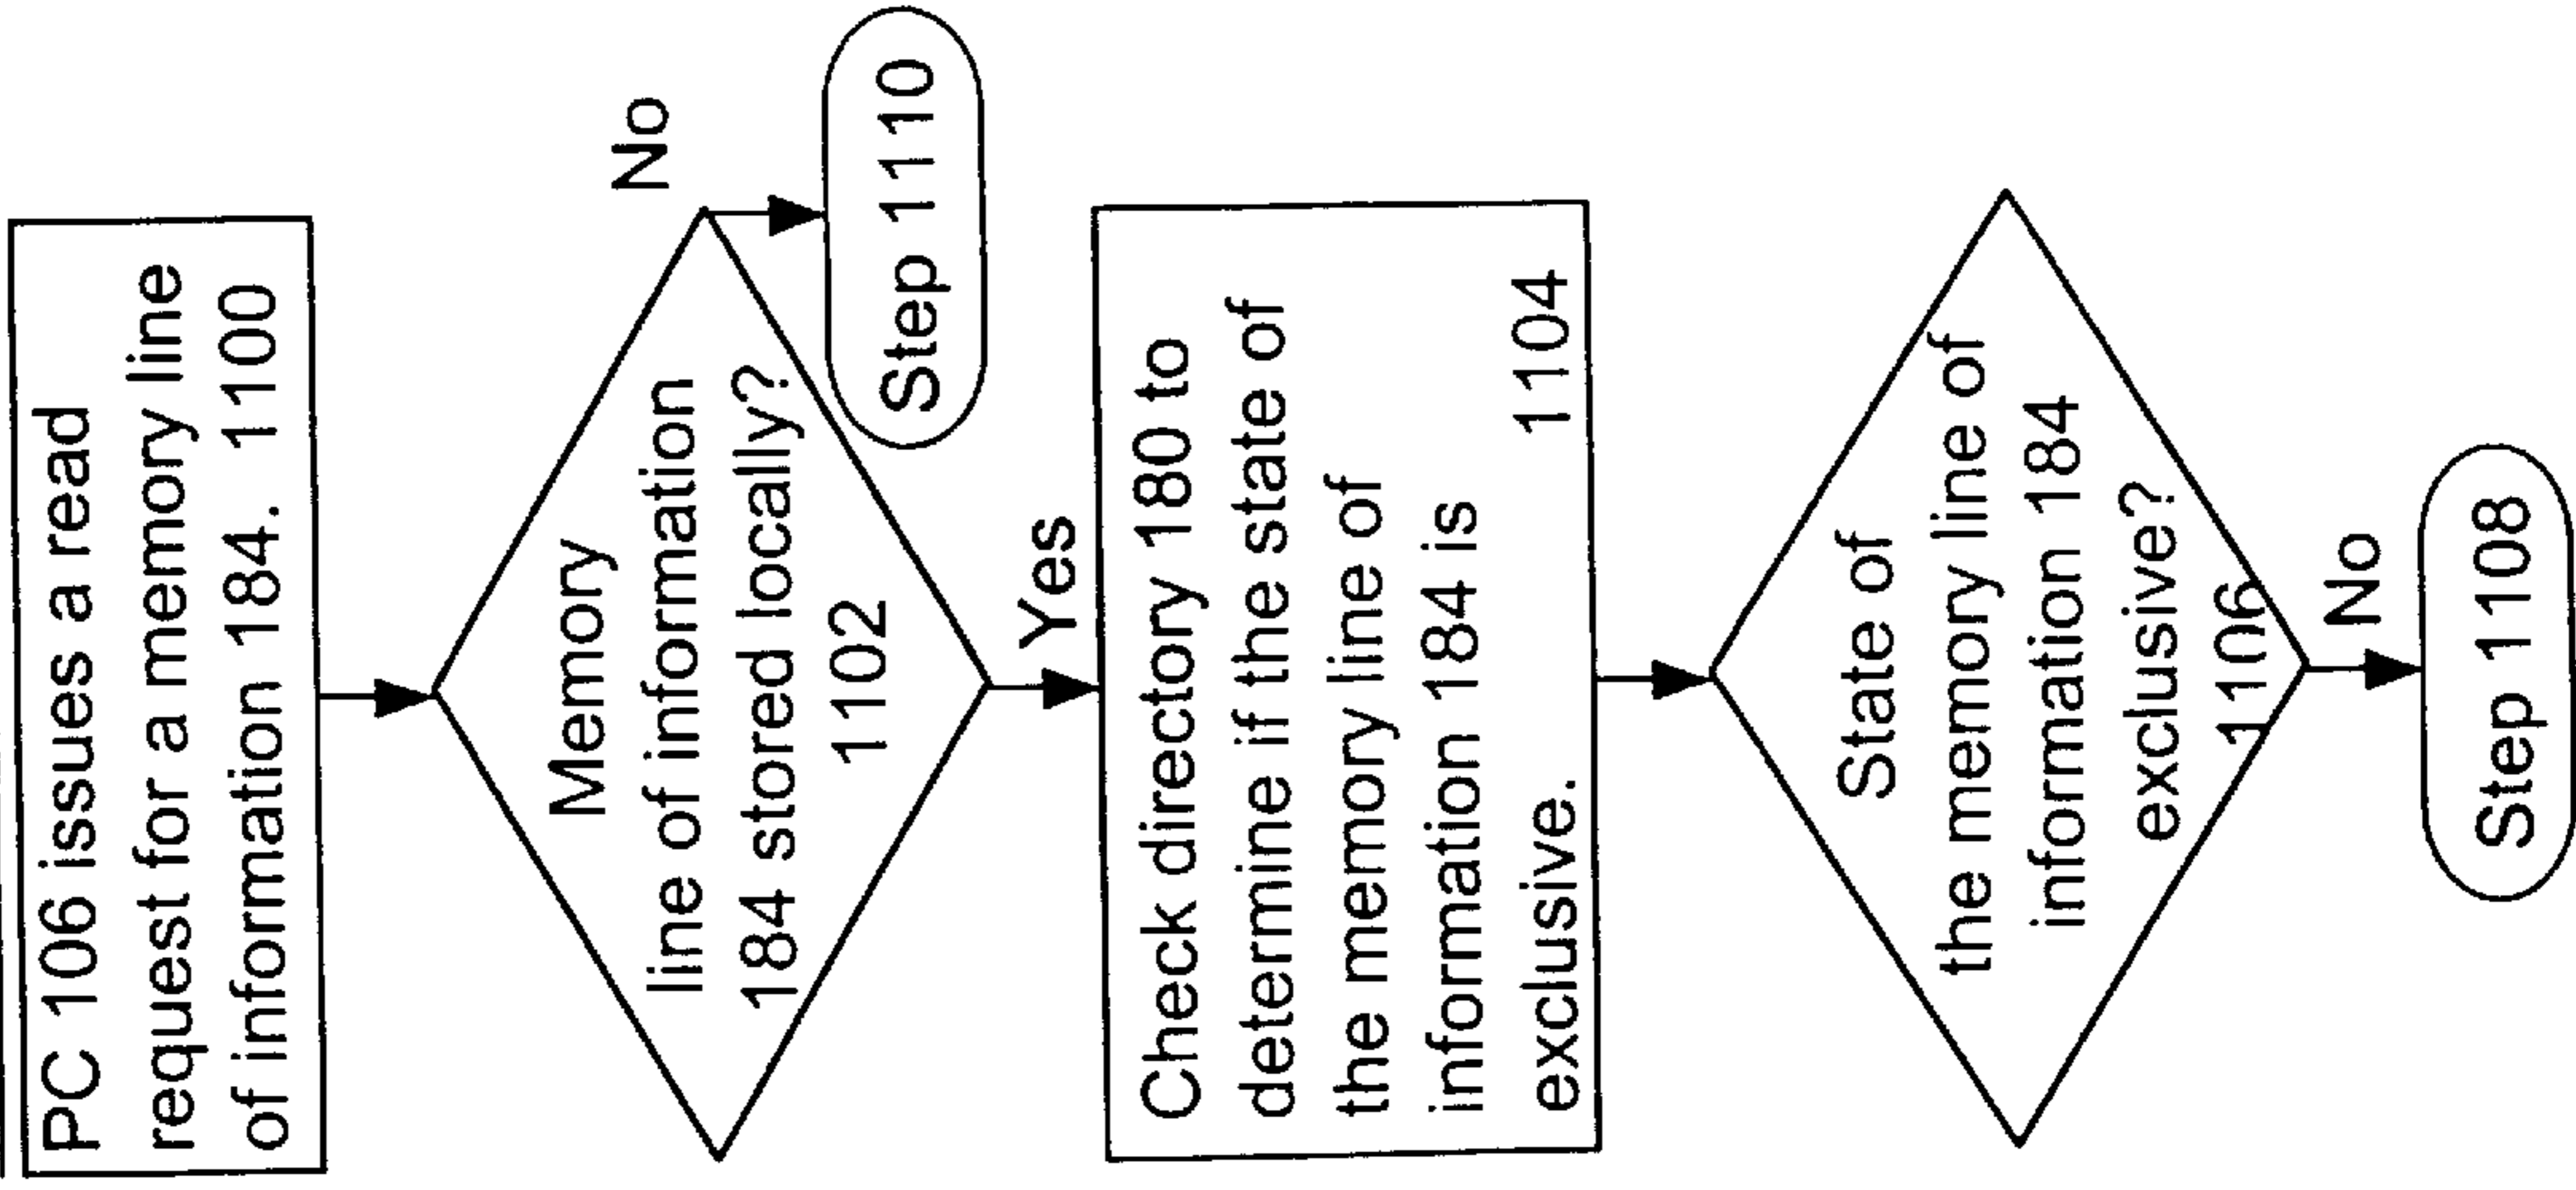 PC 106 issues a read
request for a memory line
of information 184. 1100
Memory
line of information
184 stored locally?
1102
No
Step 1110
Yes
Check directory 180 to
determine if the state of
the memory line of
information 184 is
exclusive. 1104
State of
the memory line of
information 184
exclusive?
1106
No
Step 1108